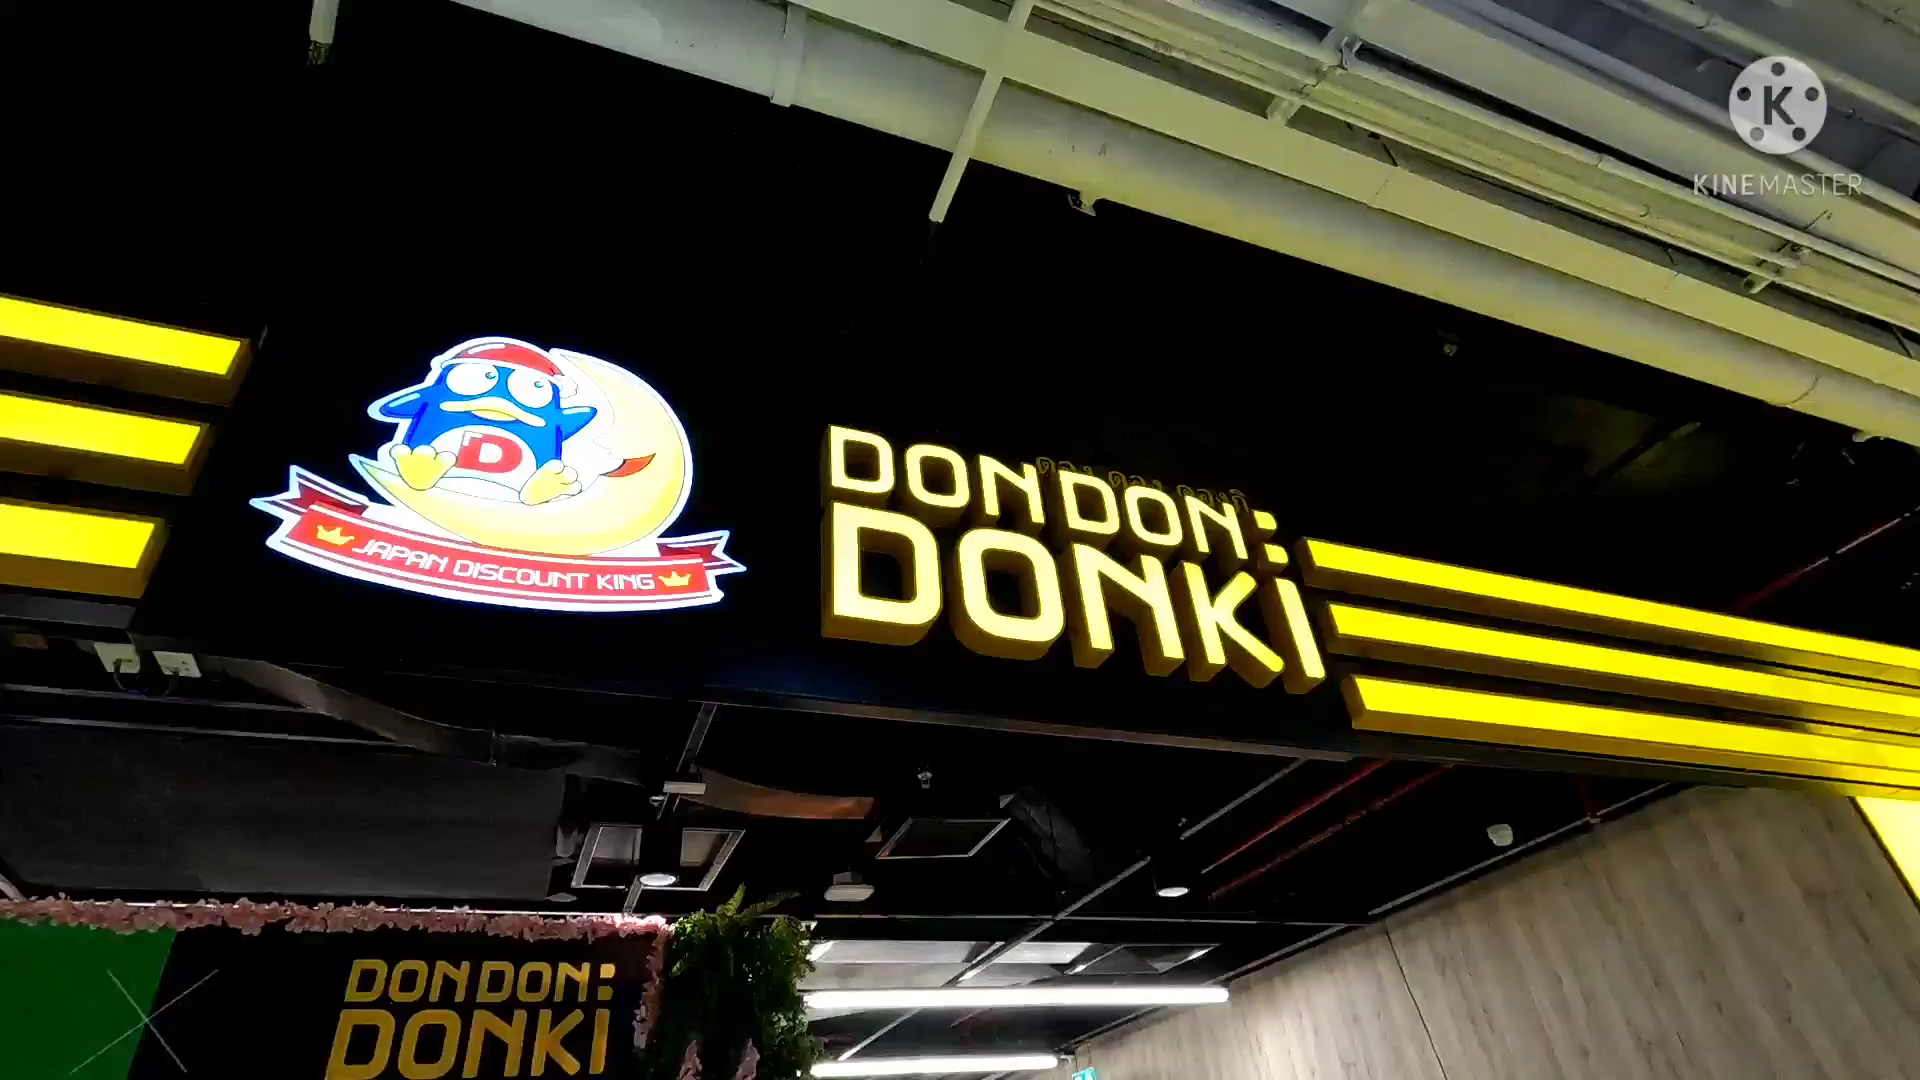 K
KINEMASTER
D
JAPAN DISCOUNT KING
DON DON:
DONKI
DON DON:
DONKI